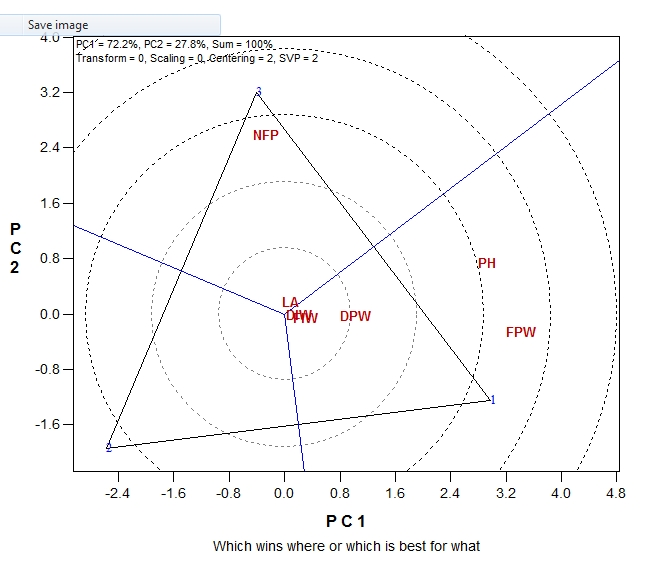 Save image
4.0
PC1 = 72.2%, PC2 = 27.8%, Sum = 100%
Transform = 0, Scaling = 0, Centering = 2, SVP = 2
3.2
3
NFP
2.4
1.6
P C 2
0.8
PH
LA
0.0
DPW
FPW
-0.8
1
-1.6
2
-2.4 -1.6 -0.8 0.0 0.8 1.6 2.4 3.2 4.0 4.8
P C 1
Which wins where or which is best for what